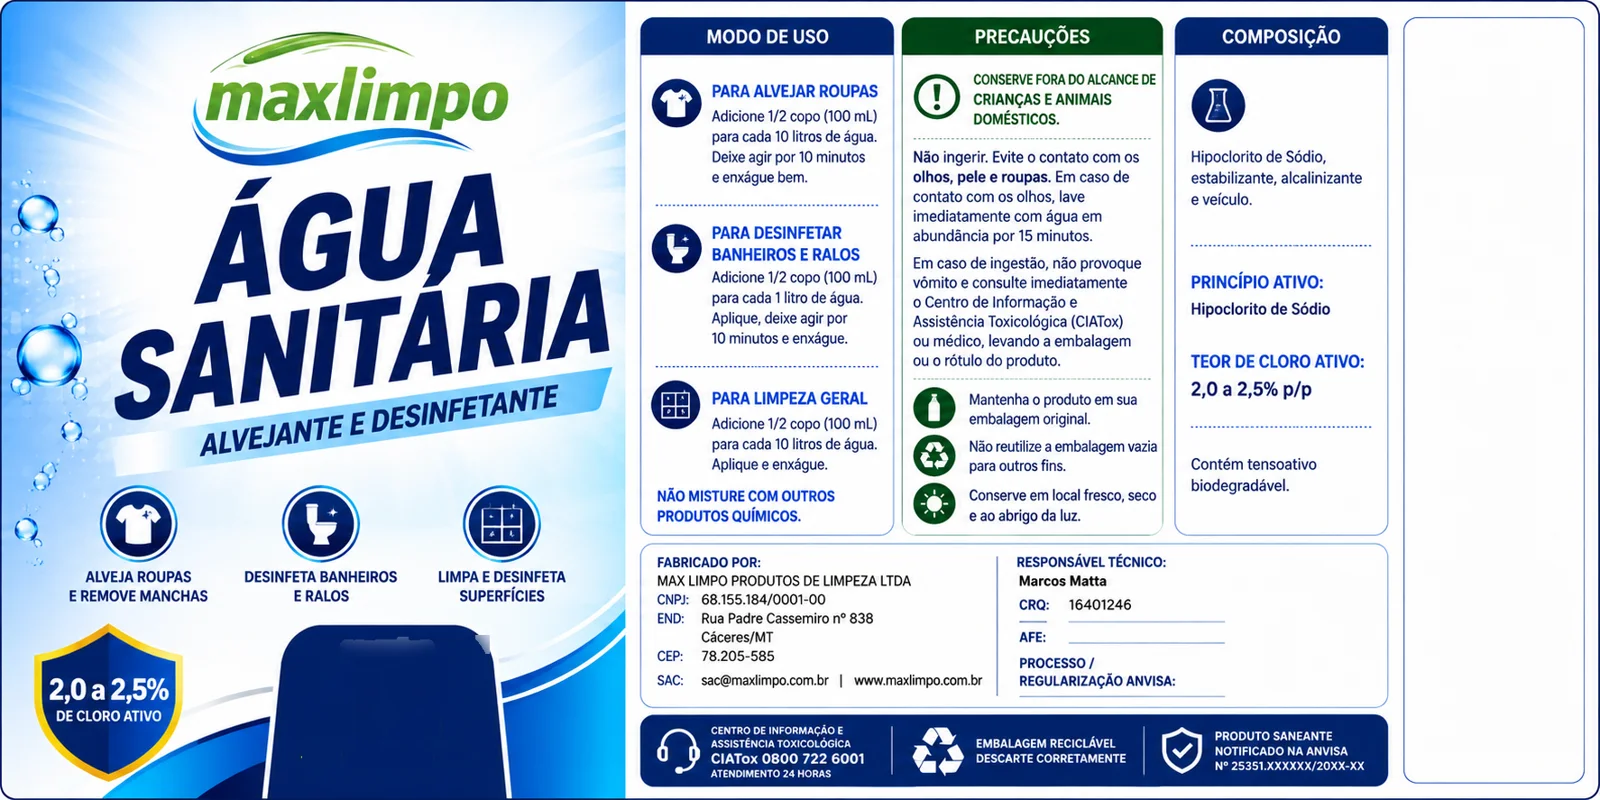 maxlimpo
ÁGUA
SANITÁRIA
ALVEJANTE E DESINFETANTE
ALVEJA ROUPAS
E REMOVE MANCHAS
DESINFETA BANHEIROS
E RALOS
LIMPA E DESINFETA
SUPERFÍCIES
2,0 a 2,5%
DE CLORO ATIVO
MODO DE USO
PARA ALVEJAR ROUPAS
Adicione 1/2 copo (100 mL)
para cada 10 litros de água.
Deixe agir por 10 minutos
e enxágue bem.
PARA DESINFETAR
BANHEIROS E RALOS
Adicione 1/2 copo (100 mL)
para cada 1 litro de água.
Aplique, deixe agir por
10 minutos e enxágue.
PARA LIMPEZA GERAL
Adicione 1/2 copo (100 mL)
para cada 10 litros de água.
Aplique e enxágue.
NÃO MISTURE COM OUTROS
PRODUTOS QUÍMICOS.
PRECAUÇÕES
CONSERVE FORA DO ALCANCE DE
CRIANÇAS E ANIMAIS
DOMÉSTICOS.
Não ingerir. Evite o contato com os
olhos, pele e roupas. Em caso de
contato com os olhos, lave
imediatamente com água em
abundância por 15 minutos.
Em caso de ingestão, não provoque
vômito e consulte imediatamente
o Centro de Informação e
Assistência Toxicológica (CIATox)
ou médico, levando a embalagem
ou o rótulo do produto.
Mantenha o produto em sua
embalagem original.
Não reutilize a embalagem vazia
para outros fins.
Conserve em local fresco, seco
e ao abrigo da luz.
COMPOSIÇÃO
Hipoclorito de Sódio,
estabilizante, alcalinizante
e veículo.
PRINCÍPIO ATIVO:
Hipoclorito de Sódio
TEOR DE CLORO ATIVO:
2,0 a 2,5% p/p
Contém tensoativo
biodegradável.
FABRICADO POR:
MAX LIMPO PRODUTOS DE LIMPEZA LTDA
CNPJ: 68.155.184/0001-00
END: Rua Padre Cassemiro nº 838
Cáceres/MT
CEP: 78.205-585
SAC: sac@maxlimpo.com.br | www.maxlimpo.com.br
RESPONSÁVEL TÉCNICO:
Marcos Matta
CRQ: 16401246
AFE:
PROCESSO /
REGULARIZAÇÃO ANVISA:
CENTRO DE INFORMAÇÃO E
ASSISTÊNCIA TOXICOLÓGICA
CIATox 0800 722 6001
ATENDIMENTO 24 HORAS
EMBALAGEM RECICLÁVEL
DESCARTE CORRETAMENTE
PRODUTO SANEANTE
NOTIFICADO NA ANVISA
Nº 25351.XXXXXX/20XX-XX